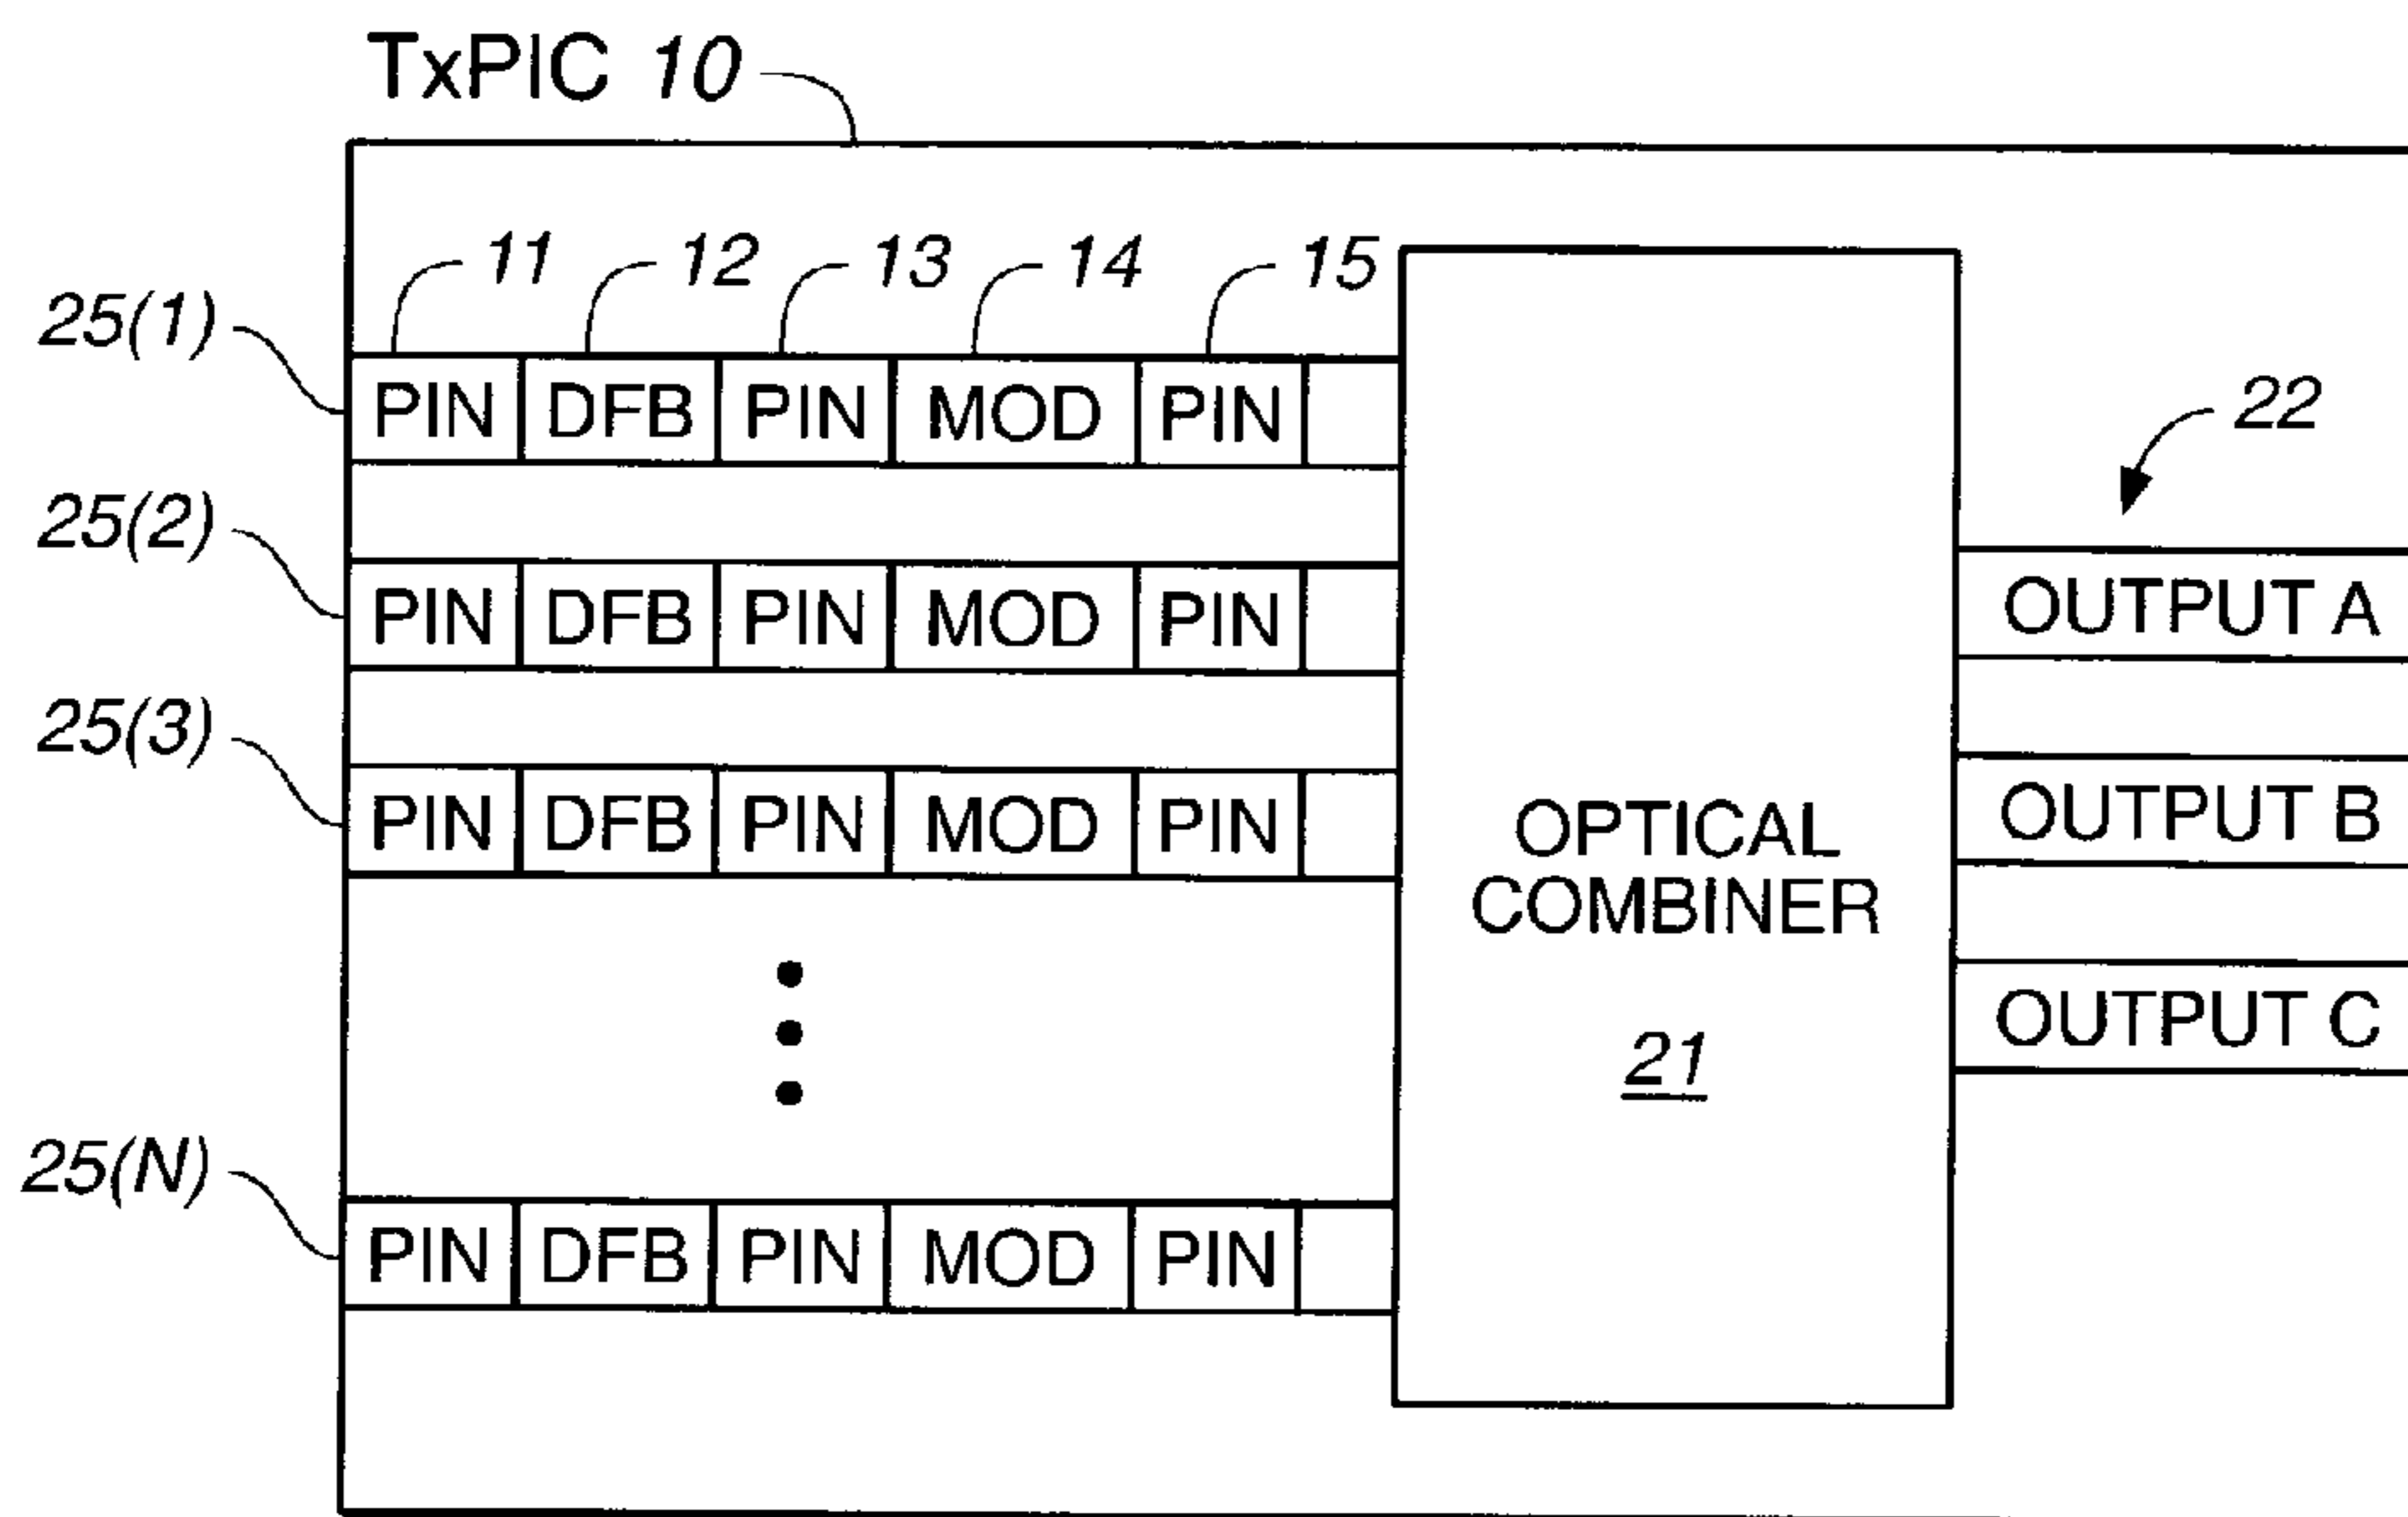 TxPIC 10
11 12 13 14 15
25(1)
PIN DFB PIN MOD PIN
22
25(2)
PIN DFB PIN MOD PIN
OUTPUT A
25(3)
PIN DFB PIN MOD PIN
OUTPUT B
OPTICAL
COMBINER
21
OUTPUT C
25(N)
PIN DFB PIN MOD PIN